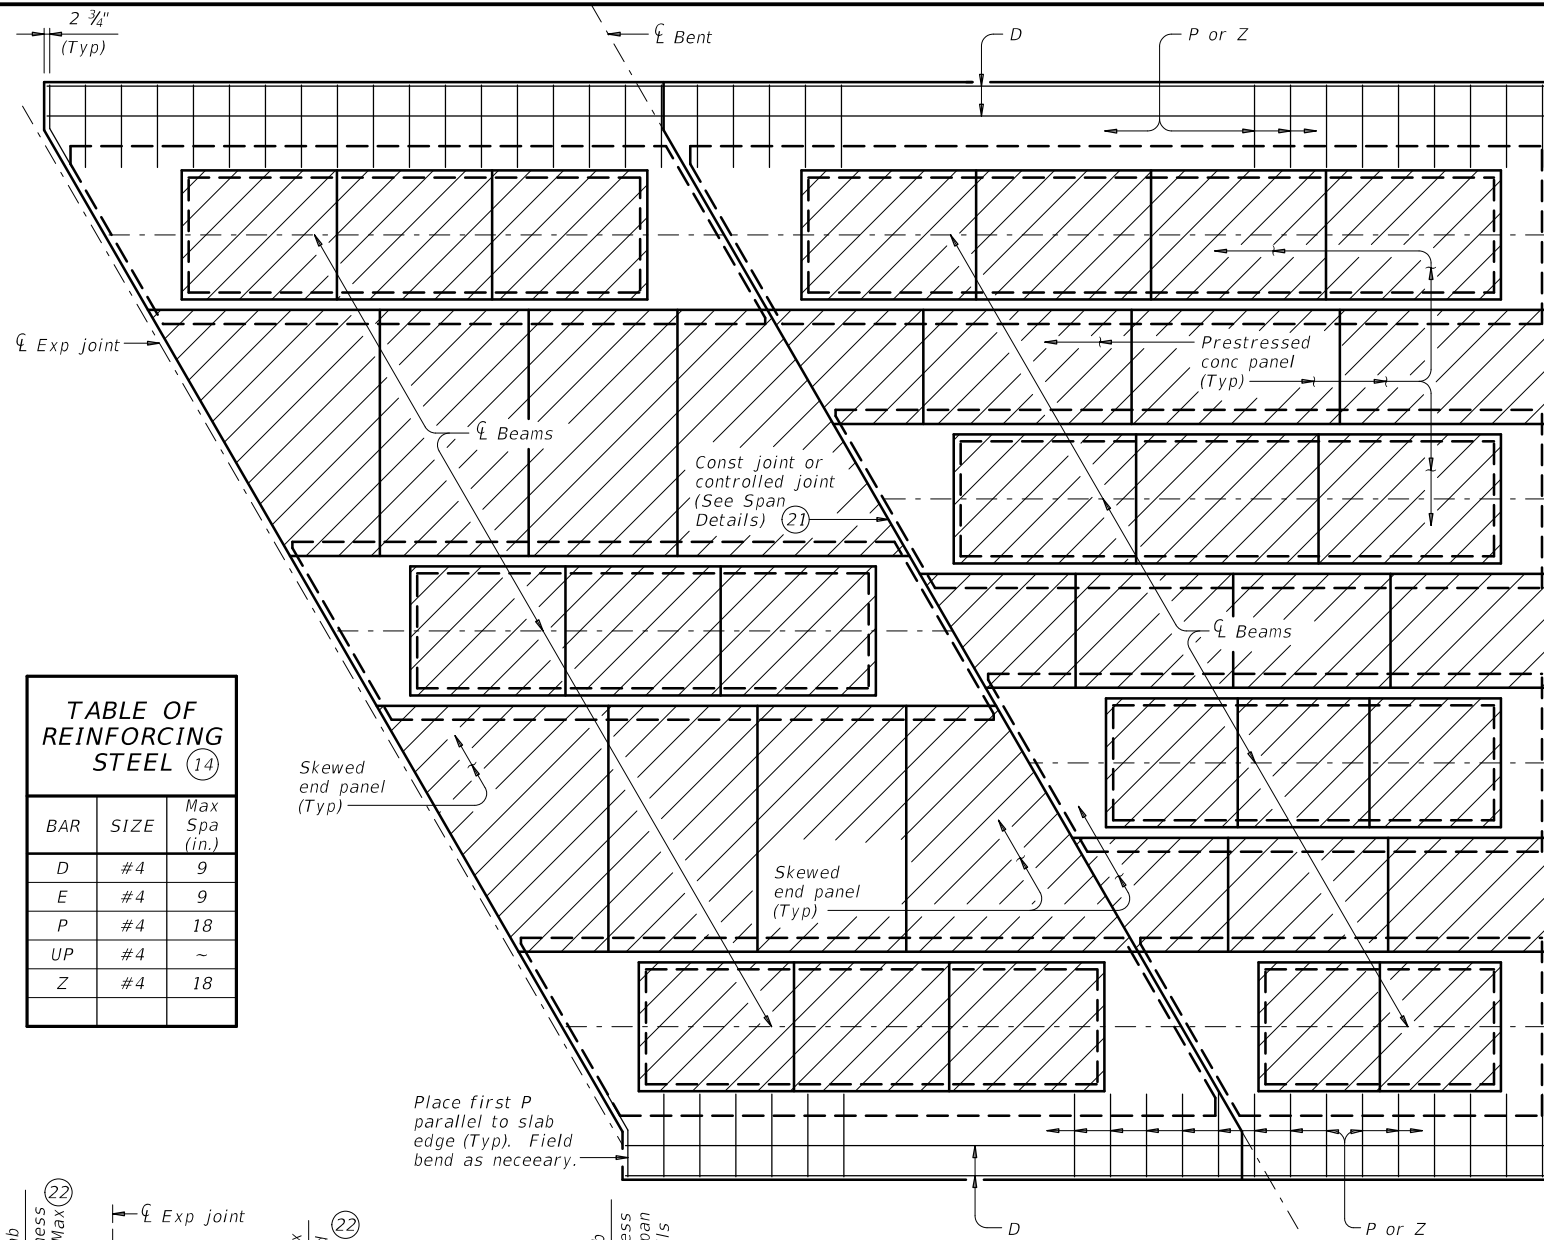 2 ¾"
(Typ)
℄ Bent
D
P or Z
℄ Exp joint
Prestressed
conc panel
(Typ)
℄ Beams
Const joint or
controlled joint
(See Span
Details) 21
℄ Beams
Skewed
end panel
(Typ)
Skewed
end panel
(Typ)
TABLE OF
REINFORCING
STEEL 14
BAR SIZE Max Spa (in.)
D #4 9
E #4 9
P #4 18
UP #4 ~
Z #4 18
Place first P
parallel to slab
edge (Typ). Field
bend as neceeary.
22
Max
℄ Exp joint
22
D
P or Z